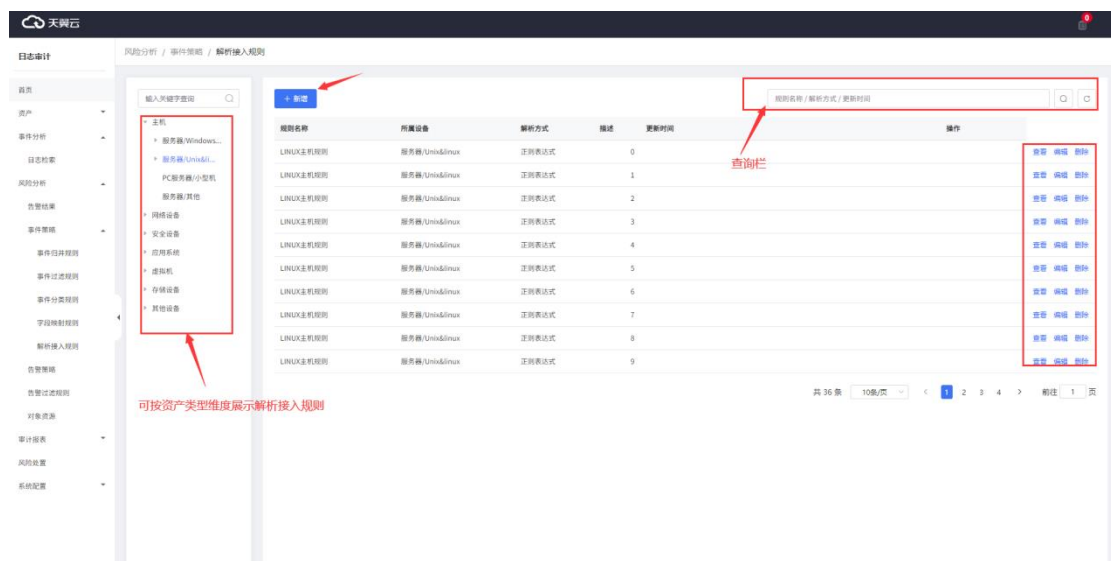 天翼云
0
日志审计
风险分析 / 事件策略 / 解析接入规则
首页
资产
事件分析
日志检索
风险分析
告警结果
事件策略
事件归并规则
事件过滤规则
事件分类规则
字段映射规则
解析接入规则
告警策略
告警过滤规则
对象资源
审计报表
风险处置
系统配置
输入关键字查询
主机
服务器/Windows...
服务器/Unix&li...
PC服务器/小型机
服务器/其他
网络设备
安全设备
应用系统
虚拟机
存储设备
其他设备
可按资产类型维度展示解析接入规则
+ 新增
规则名称 / 解析方式 / 更新时间
查询栏
规则名称 所属设备 解析方式 描述 更新时间 操作
LINUX主机规则 服务器/Unix&linux 正则表达式 0 查看 编辑 删除
LINUX主机规则 服务器/Unix&linux 正则表达式 1 查看 编辑 删除
LINUX主机规则 服务器/Unix&linux 正则表达式 2 查看 编辑 删除
LINUX主机规则 服务器/Unix&linux 正则表达式 3 查看 编辑 删除
LINUX主机规则 服务器/Unix&linux 正则表达式 4 查看 编辑 删除
LINUX主机规则 服务器/Unix&linux 正则表达式 5 查看 编辑 删除
LINUX主机规则 服务器/Unix&linux 正则表达式 6 查看 编辑 删除
LINUX主机规则 服务器/Unix&linux 正则表达式 7 查看 编辑 删除
LINUX主机规则 服务器/Unix&linux 正则表达式 8 查看 编辑 删除
LINUX主机规则 服务器/Unix&linux 正则表达式 9 查看 编辑 删除
共 36 条 10条/页 < 1 2 3 4 > 前往 1 页